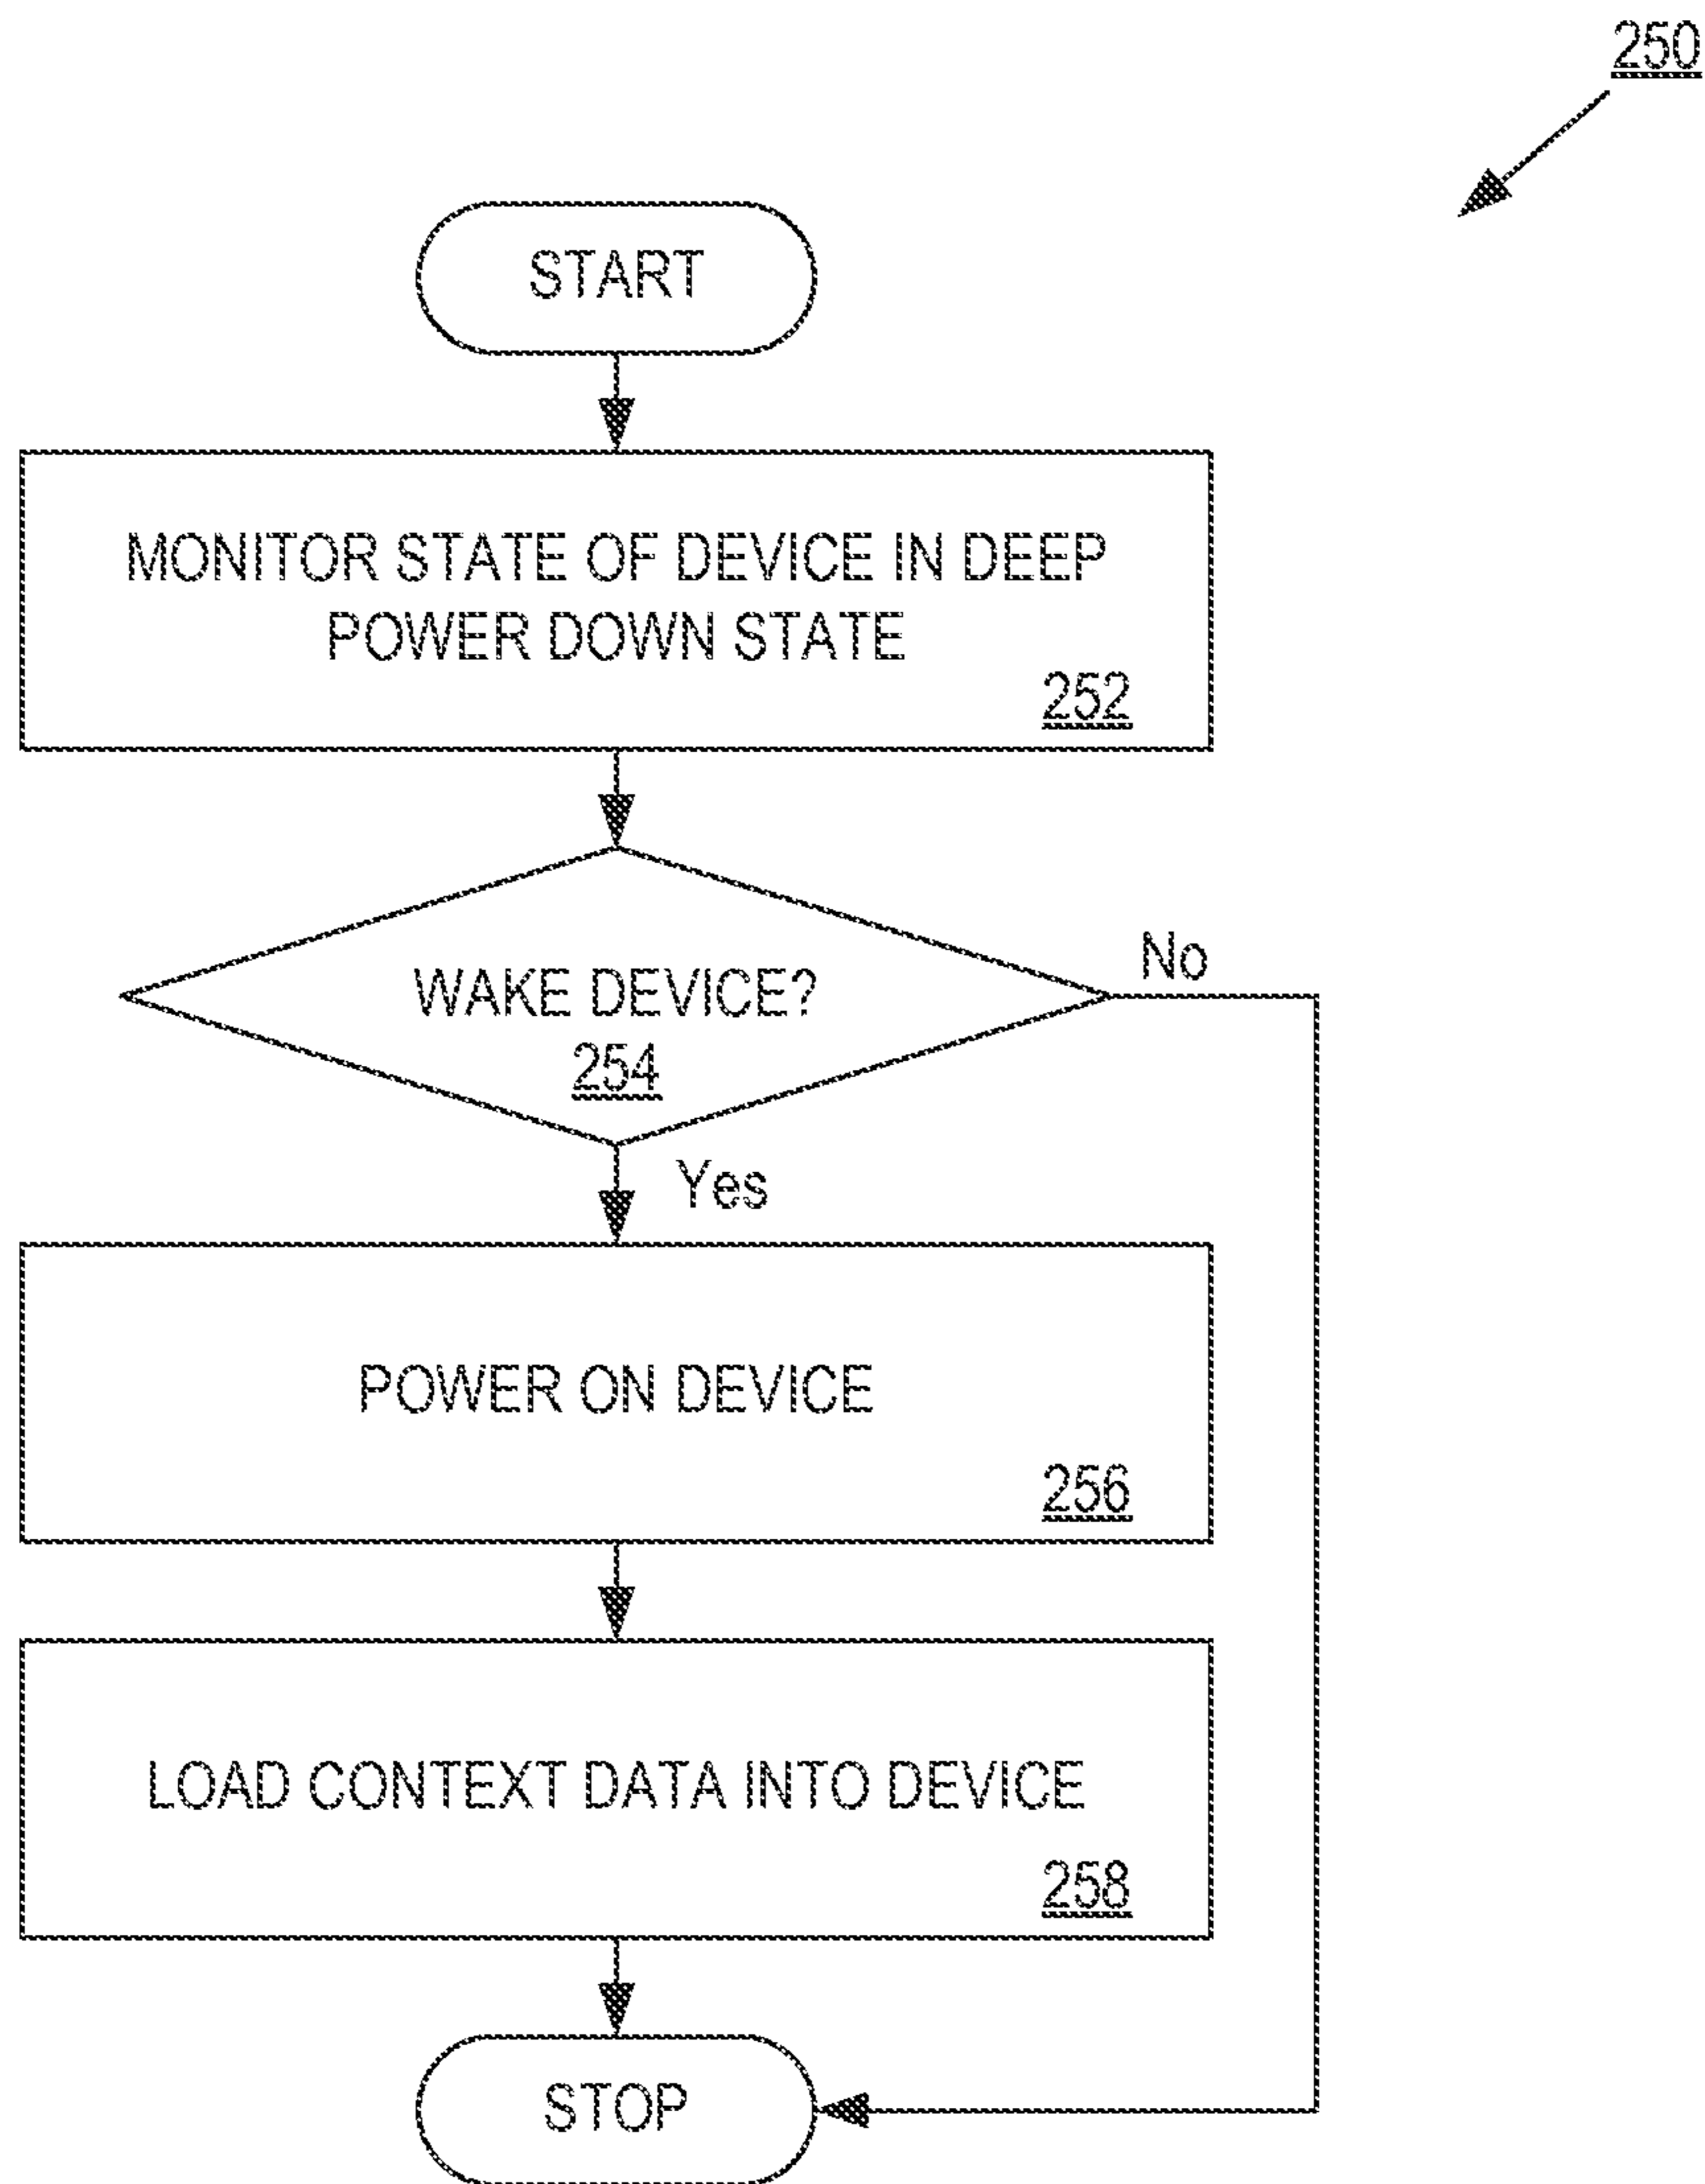 250
START
MONITOR STATE OF DEVICE IN DEEP
POWER DOWN STATE
252
WAKE DEVICE?
254
No
Yes
POWER ON DEVICE
256
LOAD CONTEXT DATA INTO DEVICE
258
STOP